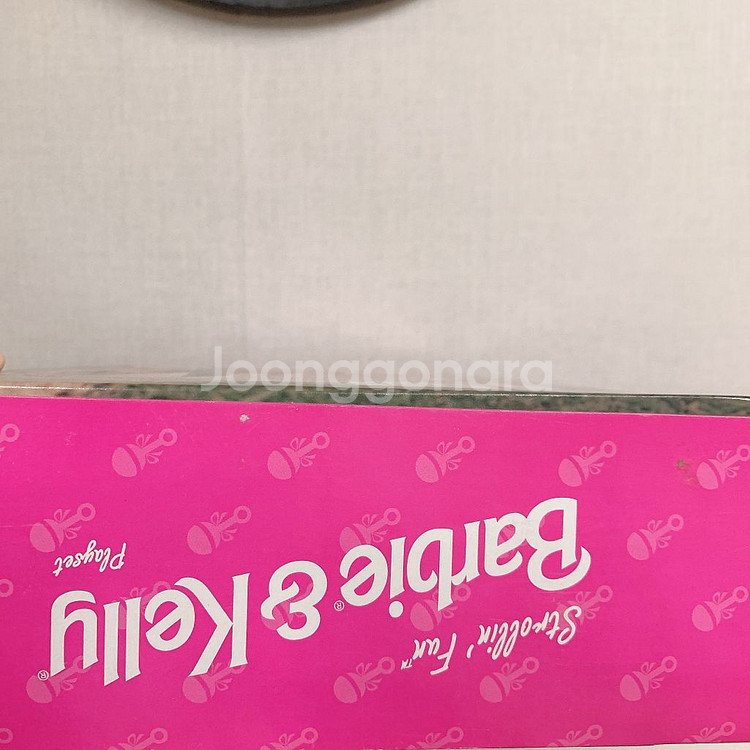 Joonggonara
Strollin' Fun™
Barbie® & Kelly®
Playset